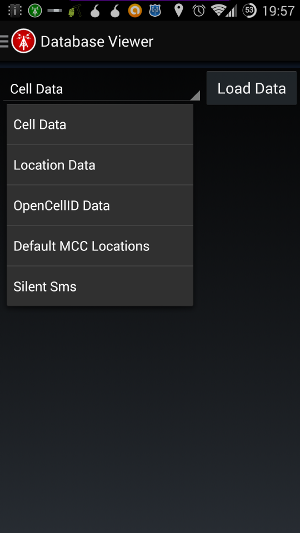 53 19:57
Database Viewer
Cell Data Load Data
Cell Data
Location Data
OpenCellID Data
Default MCC Locations
Silent Sms